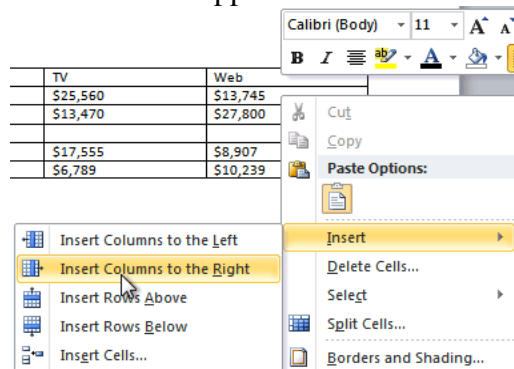 Calibri (Body) 11 A A
B I ab A
TV Web
$25,560 $13,745
$13,470 $27,800
$17,555 $8,907
$6,789 $10,239
Cut
Copy
Paste Options:
Insert
Delete Cells...
Select
Split Cells...
Borders and Shading...
Insert Columns to the Left
Insert Columns to the Right
Insert Rows Above
Insert Rows Below
Insert Cells...